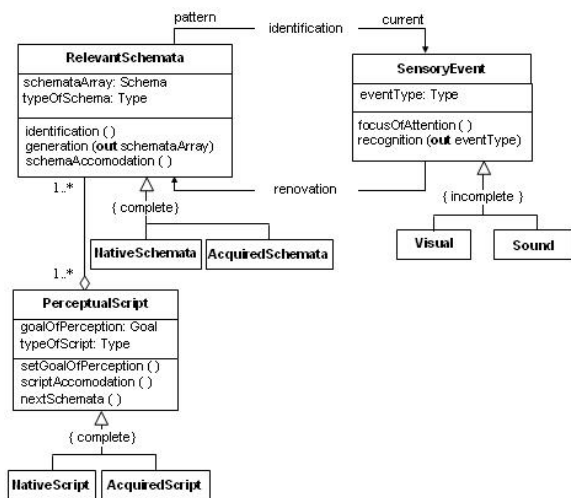 pattern
identification
current
RelevantSchemata
schemataArray: Schema
typeOfSchema: Type
identification ( )
generation (out schemataArray)
schemaAccomodation ( )
SensoryEvent
eventType: Type
focusOfAttention ( )
recognition (out eventType)
renovation
1..*
{ complete}
{ incomplete }
NativeSchemata
AcquiredSchemata
Visual
Sound
1..*
PerceptualScript
goalOfPerception: Goal
typeOfScript: Type
setGoalOfPerception ( )
scriptAccomodation ( )
nextSchemata ( )
{ complete}
NativeScript
AcquiredScript